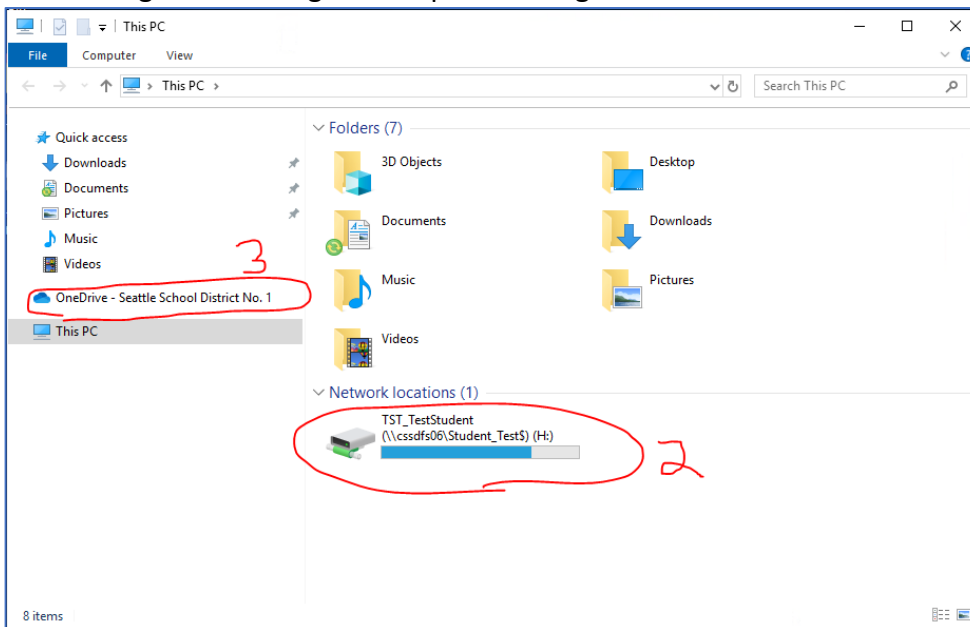 This PC
File Computer View
This PC
Search This PC
Quick access
Downloads
Documents
Pictures
Music
Videos
3
OneDrive - Seattle School District No. 1
This PC
Folders (7)
3D Objects
Desktop
Documents
Downloads
Music
Pictures
Videos
Network locations (1)
TST_TestStudent
(\\cssdfs06\Student_Test$) (H:)
2
8 items